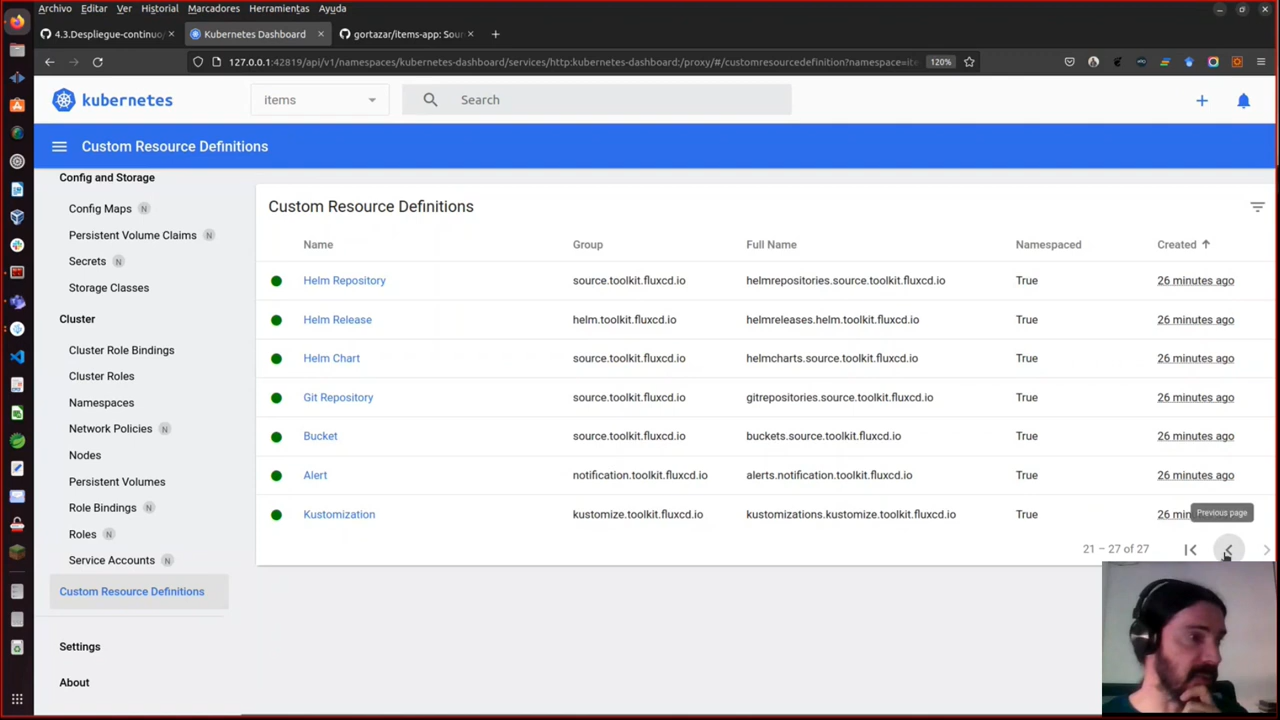 Archivo Editar Ver Historial Marcadores Herramientas Ayuda
4.3.Despliegue-continuo/ Kubernetes Dashboard gortazar/items-app: Sour
127.0.0.1:42819/api/v1/namespaces/kubernetes-dashboard/services/http:kubernetes-dashboard:/proxy/#/customresourcedefinition?namespace=ite 120%
kubernetes items Search
Custom Resource Definitions
Config and Storage
Config Maps N
Persistent Volume Claims N
Secrets N
Storage Classes
Cluster
Cluster Role Bindings
Cluster Roles
Namespaces
Network Policies N
Nodes
Persistent Volumes
Role Bindings N
Roles N
Service Accounts N
Custom Resource Definitions
Settings
About
Custom Resource Definitions
Name Group Full Name Namespaced Created
Helm Repository source.toolkit.fluxcd.io helmrepositories.source.toolkit.fluxcd.io True 26 minutes ago
Helm Release helm.toolkit.fluxcd.io helmreleases.helm.toolkit.fluxcd.io True 26 minutes ago
Helm Chart source.toolkit.fluxcd.io helmcharts.source.toolkit.fluxcd.io True 26 minutes ago
Git Repository source.toolkit.fluxcd.io gitrepositories.source.toolkit.fluxcd.io True 26 minutes ago
Bucket source.toolkit.fluxcd.io buckets.source.toolkit.fluxcd.io True 26 minutes ago
Alert notification.toolkit.fluxcd.io alerts.notification.toolkit.fluxcd.io True 26 minutes ago
Kustomization kustomize.toolkit.fluxcd.io kustomizations.kustomize.toolkit.fluxcd.io True 26 min
Previous page
21 – 27 of 27